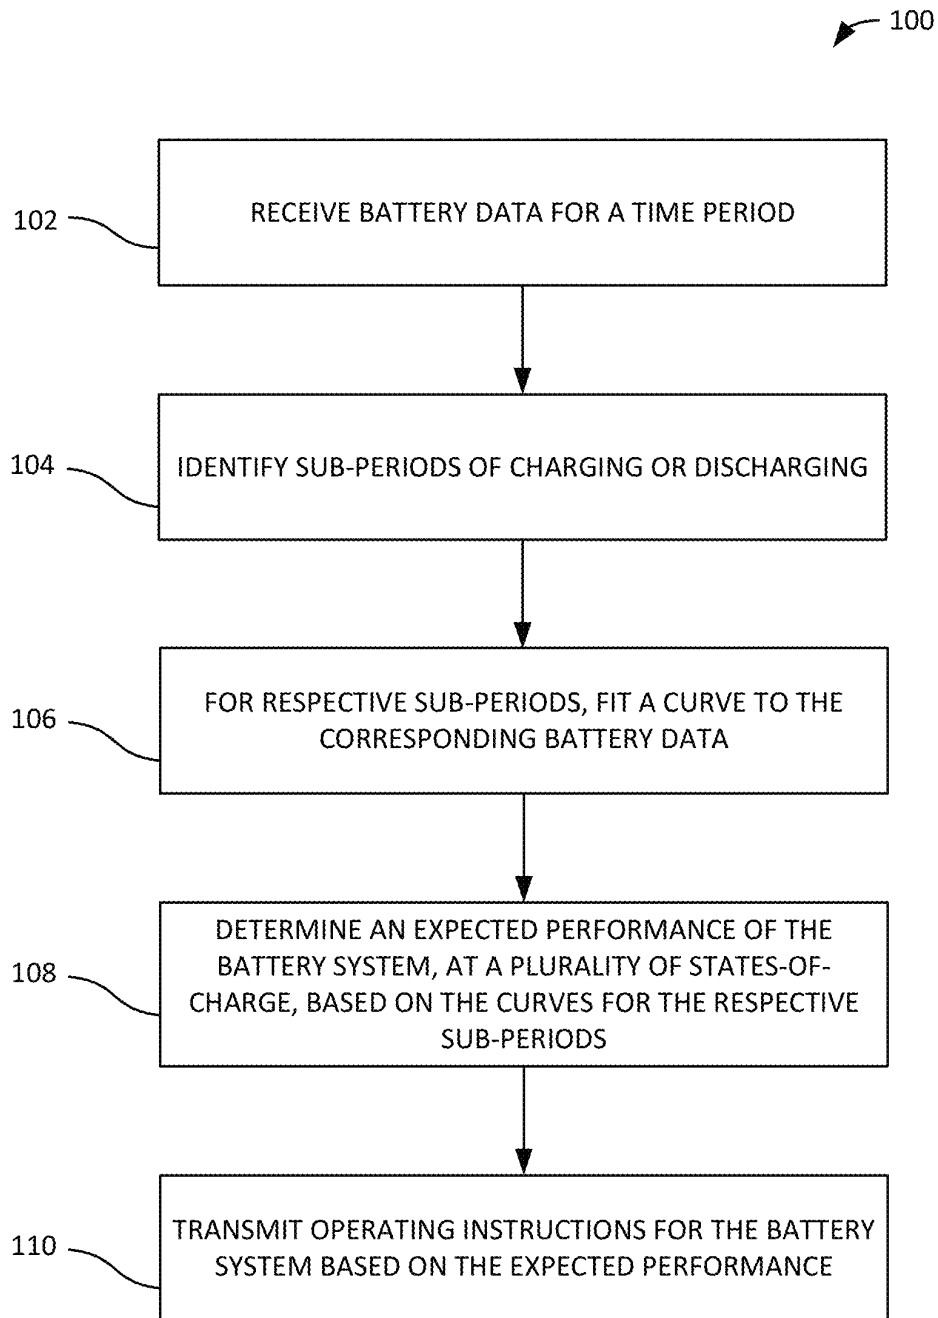 100
102
RECEIVE BATTERY DATA FOR A TIME PERIOD
104
IDENTIFY SUB-PERIODS OF CHARGING OR DISCHARGING
106
FOR RESPECTIVE SUB-PERIODS, FIT A CURVE TO THE
CORRESPONDING BATTERY DATA
108
DETERMINE AN EXPECTED PERFORMANCE OF THE
BATTERY SYSTEM, AT A PLURALITY OF STATES-OF-
CHARGE, BASED ON THE CURVES FOR THE RESPECTIVE
SUB-PERIODS
110
TRANSMIT OPERATING INSTRUCTIONS FOR THE BATTERY
SYSTEM BASED ON THE EXPECTED PERFORMANCE